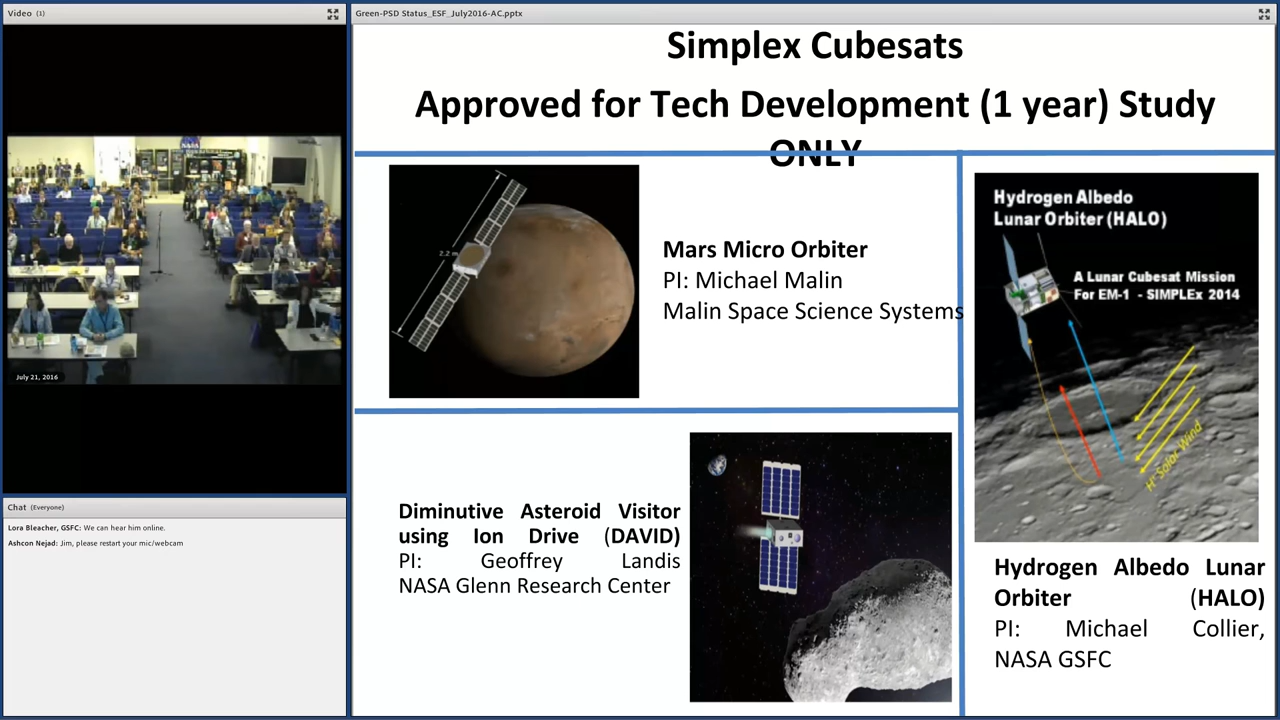 Video (1)
NASA
July 21, 2016
Chat (Everyone)
Lora Bleacher, GSFC: We can hear him online.
Ashcon Nejad: Jim, please restart your mic/webcam
Green-PSD Status_ESF_July2016-AC.pptx
Simplex Cubesats
Approved for Tech Development (1 year) Study
ONLY
2.2 m
Mars Micro Orbiter
PI: Michael Malin
Malin Space Science Systems
Diminutive Asteroid Visitor
using Ion Drive (DAVID)
PI: Geoffrey Landis
NASA Glenn Research Center
Hydrogen Albedo
Lunar Orbiter (HALO)
A Lunar Cubesat Mission
For EM-1 - SIMPLEx 2014
H⁺ Solar Wind
Hydrogen Albedo Lunar
Orbiter (HALO)
PI: Michael Collier,
NASA GSFC